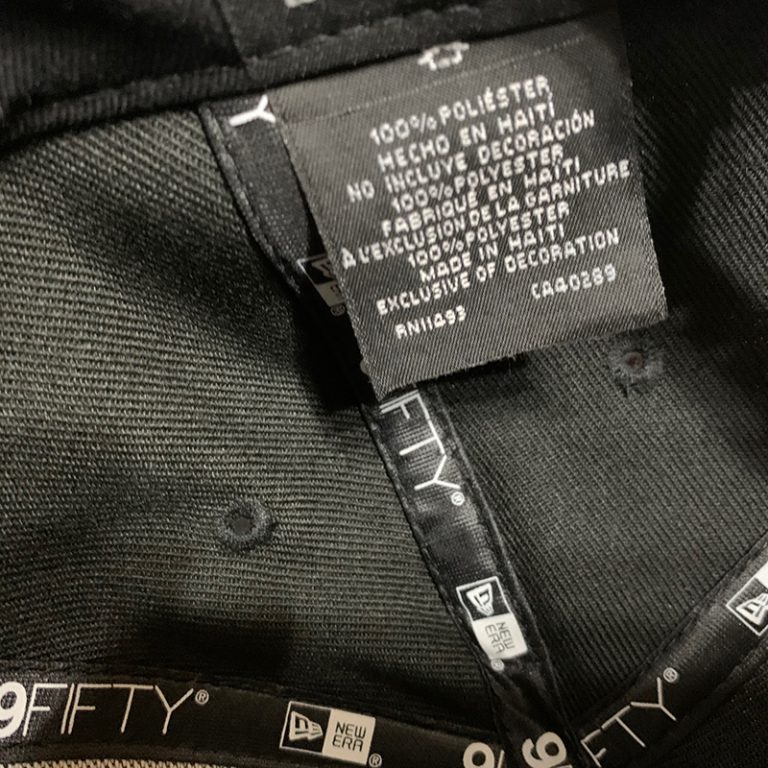 100% POLIÉSTER
HECHO EN HAITÍ
NO INCLUYE DECORACIÓN
100% POLYESTER
FABRIQUÉ EN HAÏTI
À L'EXCLUSION DE LA GARNITURE
100% POLYESTER
MADE IN HAITI
EXCLUSIVE OF DECORATION
RN11493 CA40289
Y
FIFTY®
NEW
ERA®
9FIFTY®
NEW
ERA®
9
9FIFTY®